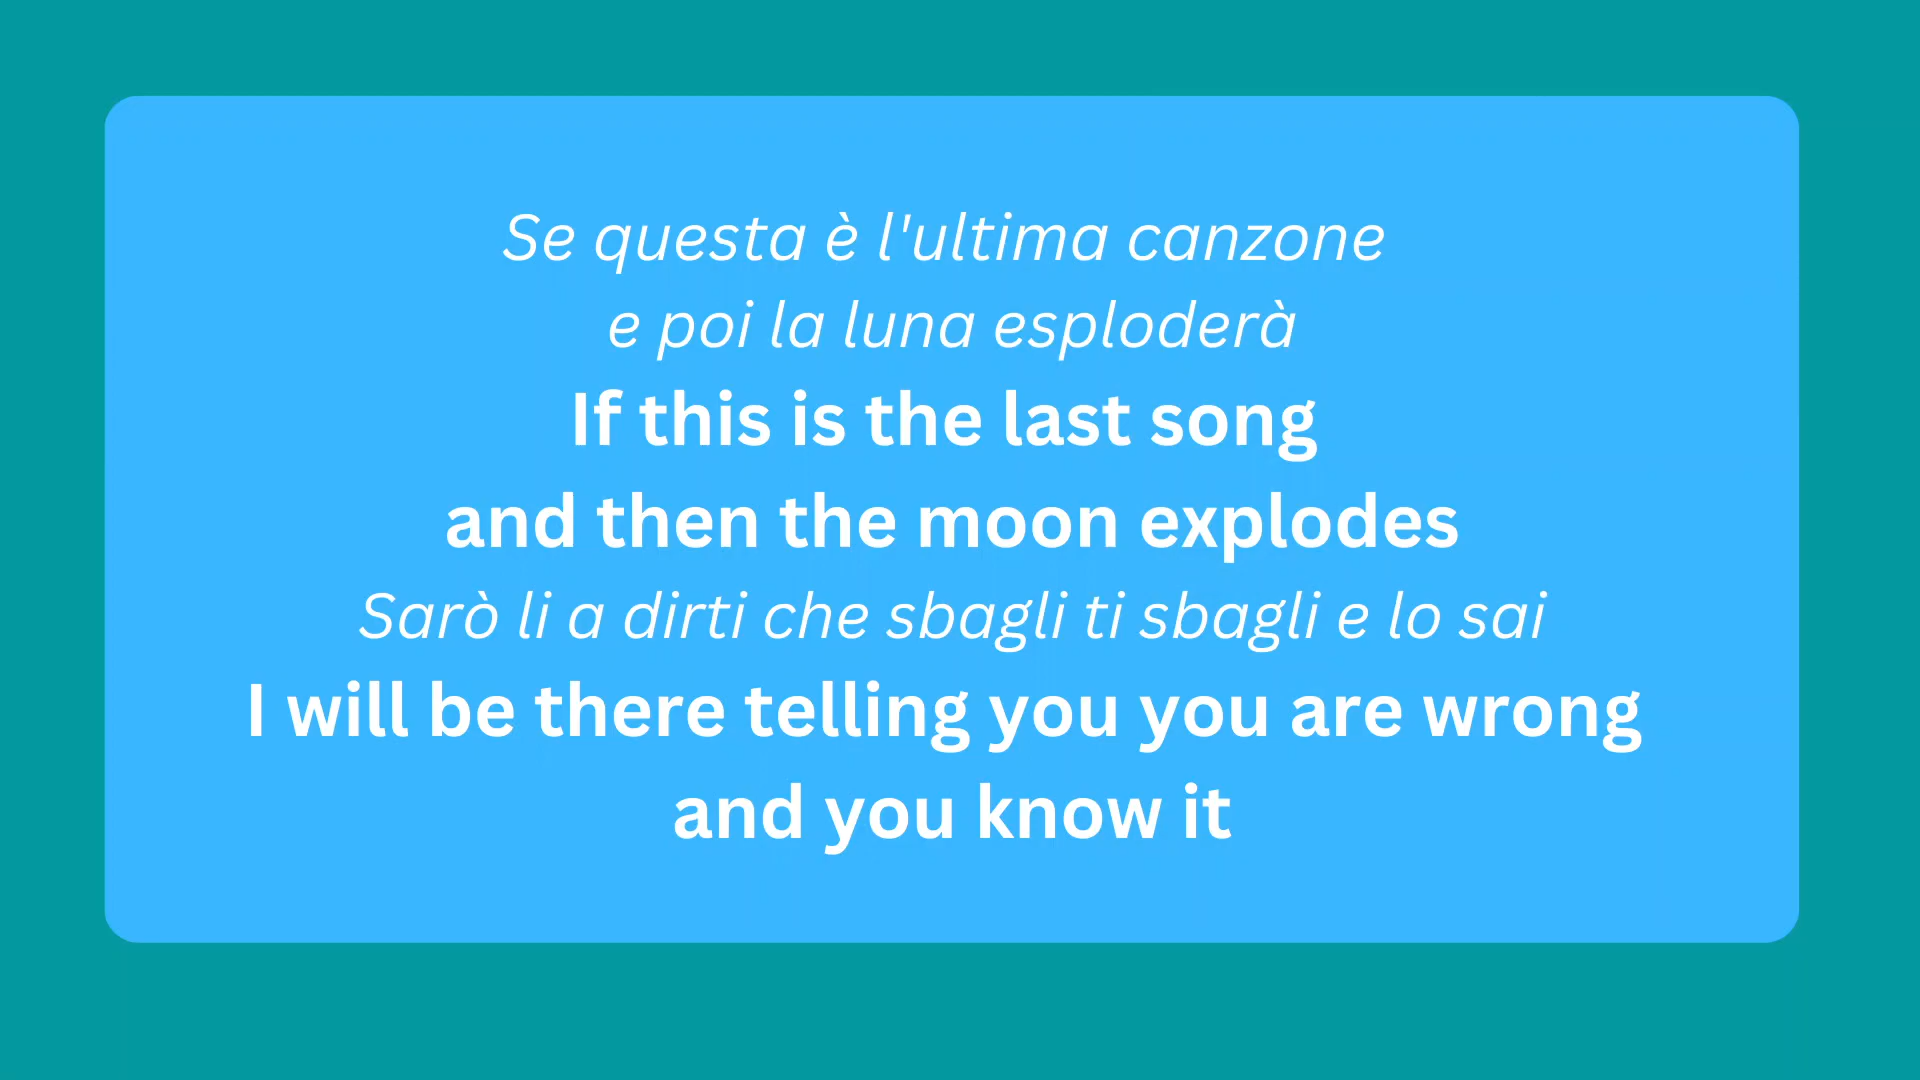 Se questa è l'ultima canzone
e poi la luna esploderà
If this is the last song
and then the moon explodes
Sarò li a dirti che sbagli ti sbagli e lo sai
I will be there telling you you are wrong
and you know it